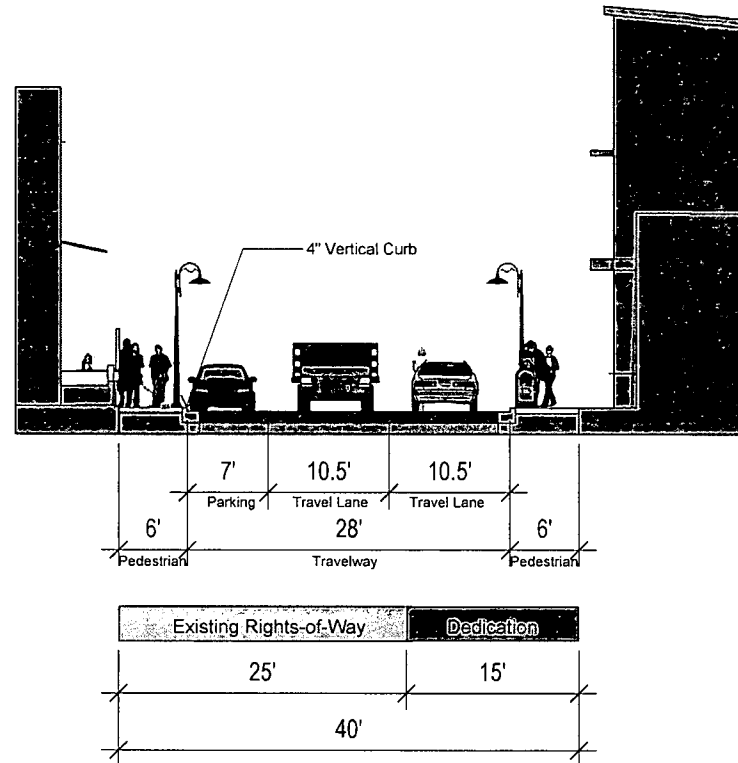 4" Vertical Curb
7' 10.5' 10.5'
Parking Travel Lane Travel Lane
6' 28' 6'
Pedestrian Travelway Pedestrian
Existing Rights-of-Way Dedication
25' 15'
40'